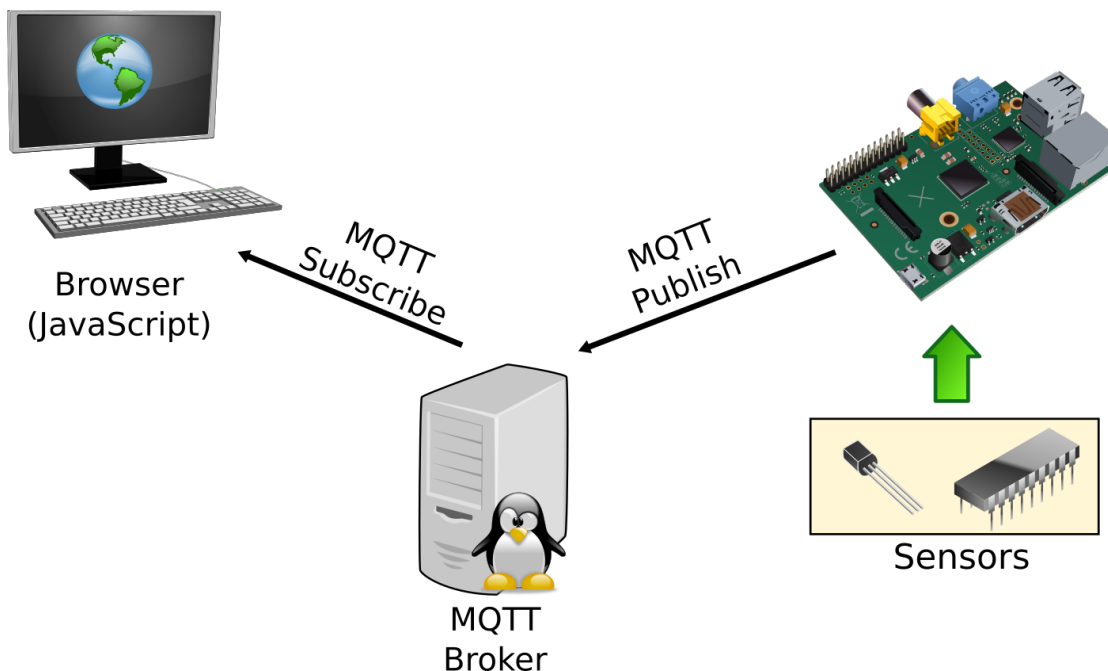 Browser
(JavaScript)
MQTT
Subscribe
MQTT
Publish
MQTT
Broker
Sensors